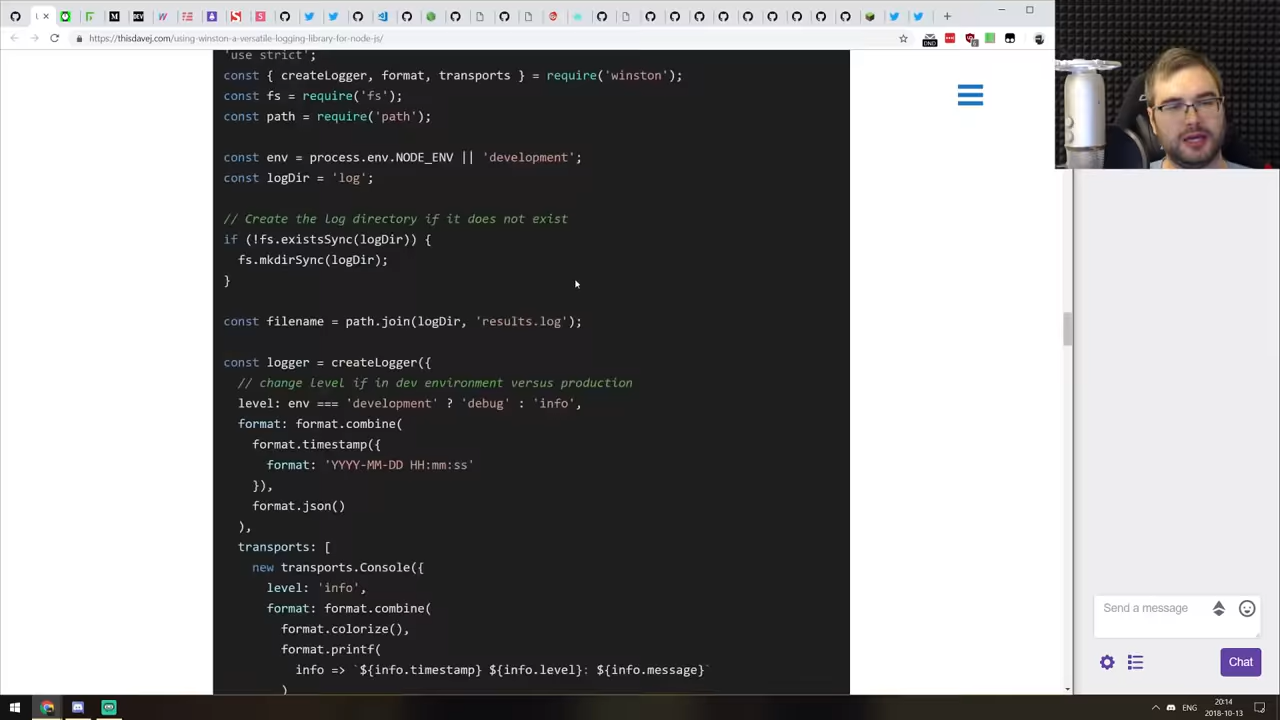 https://thisdavej.com/using-winston-a-versatile-logging-library-for-node-js/
DND
'use strict';
const { createLogger, format, transports } = require('winston');
const fs = require('fs');
const path = require('path');
const env = process.env.NODE_ENV || 'development';
const logDir = 'log';
// Create the log directory if it does not exist
if (!fs.existsSync(logDir)) {
fs.mkdirSync(logDir);
}
const filename = path.join(logDir, 'results.log');
const logger = createLogger({
// change level if in dev environment versus production
level: env === 'development' ? 'debug' : 'info',
format: format.combine(
format.timestamp({
format: 'YYYY-MM-DD HH:mm:ss'
}),
format.json()
),
transports: [
new transports.Console({
level: 'info',
format: format.combine(
format.colorize(),
format.printf(
info => `${info.timestamp} ${info.level}: ${info.message}`
)
Send a message
Chat
ENG
20:14
2018-10-13